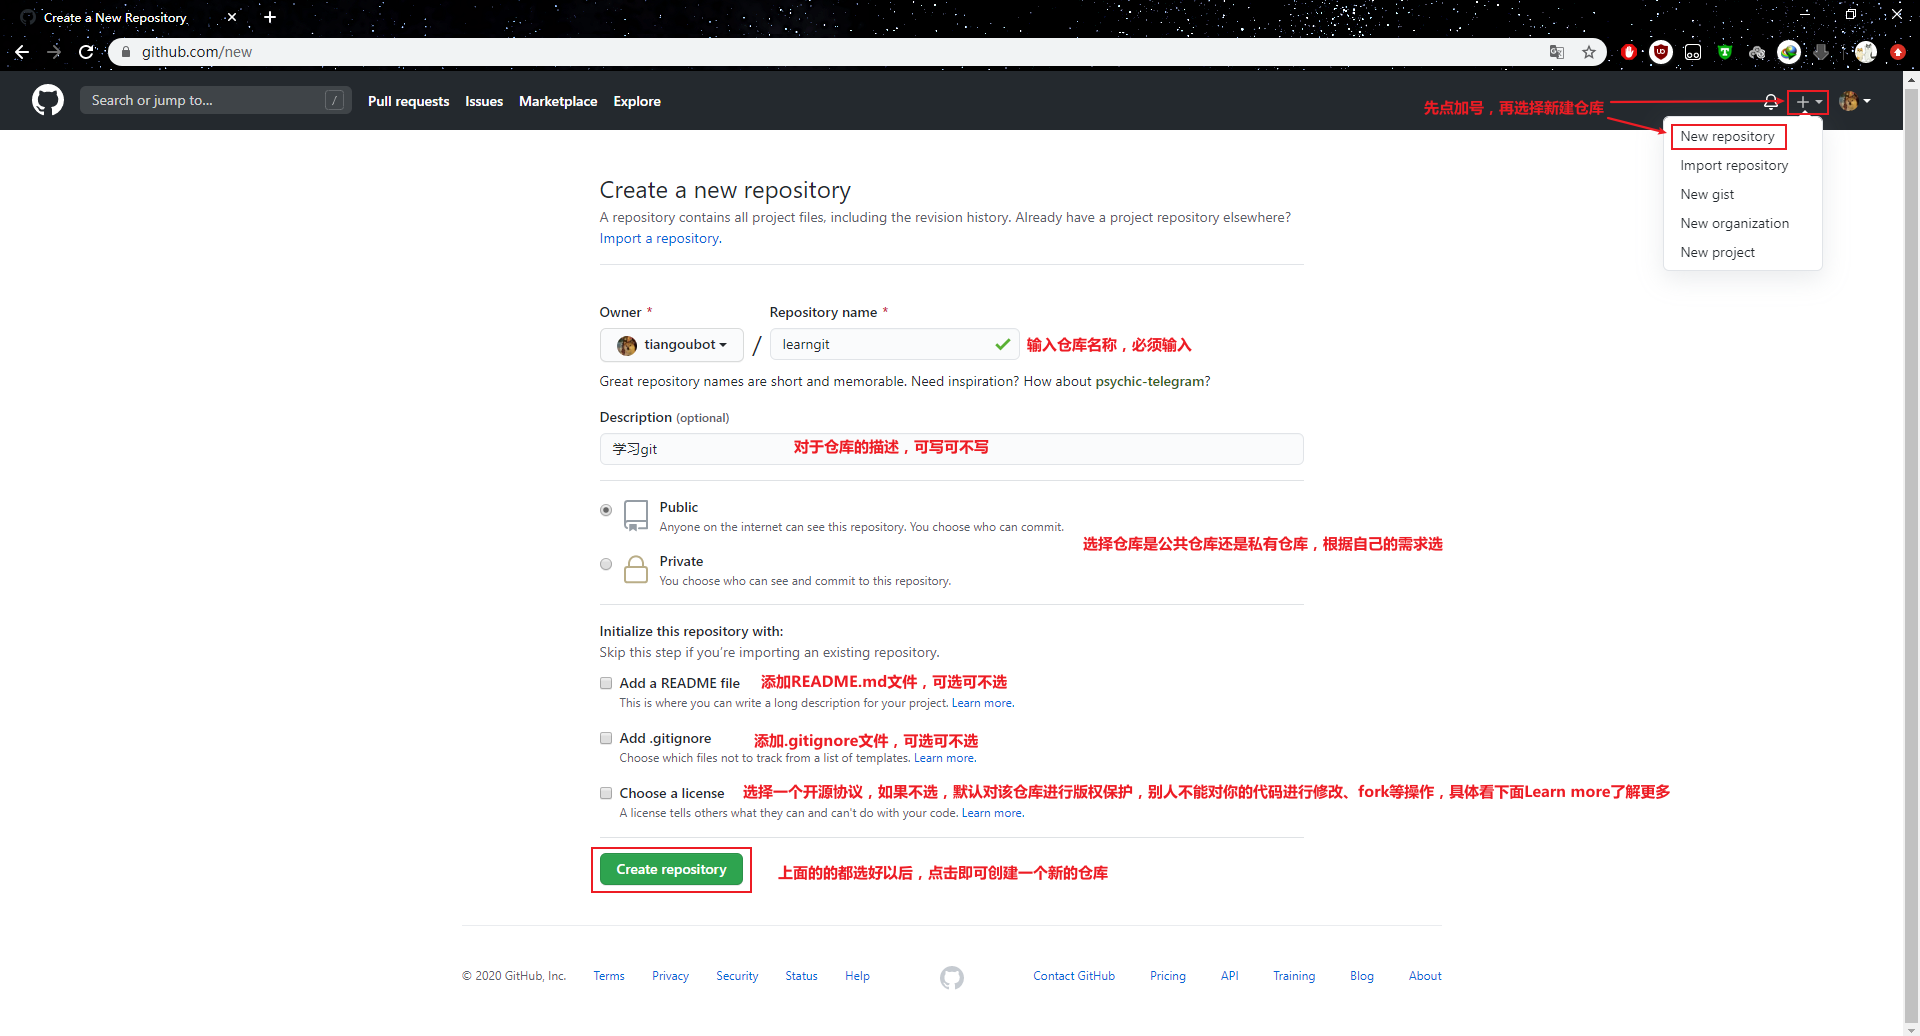 Create a New Repository
github.com/new
Search or jump to...
/
Pull requests
Issues
Marketplace
Explore
先点加号，再选择新建仓库
New repository
Import repository
New gist
New organization
New project
Create a new repository
A repository contains all project files, including the revision history. Already have a project repository elsewhere?
Import a repository.
Owner *
Repository name *
tiangoubot
/
learngit
输入仓库名称，必须输入
Great repository names are short and memorable. Need inspiration? How about psychic-telegram?
Description (optional)
学习git
对于仓库的描述，可写可不写
Public
Anyone on the internet can see this repository. You choose who can commit.
选择仓库是公共仓库还是私有仓库，根据自己的需求选
Private
You choose who can see and commit to this repository.
Initialize this repository with:
Skip this step if you're importing an existing repository.
Add a README file
添加README.md文件，可选可不选
This is where you can write a long description for your project. Learn more.
Add .gitignore
添加.gitignore文件，可选可不选
Choose which files not to track from a list of templates. Learn more.
Choose a license
选择一个开源协议，如果不选，默认对该仓库进行版权保护，别人不能对你的代码进行修改、fork等操作，具体看下面Learn more了解更多
A license tells others what they can and can't do with your code. Learn more.
Create repository
上面的的都选好以后，点击即可创建一个新的仓库
© 2020 GitHub, Inc.
Terms
Privacy
Security
Status
Help
Contact GitHub
Pricing
API
Training
Blog
About